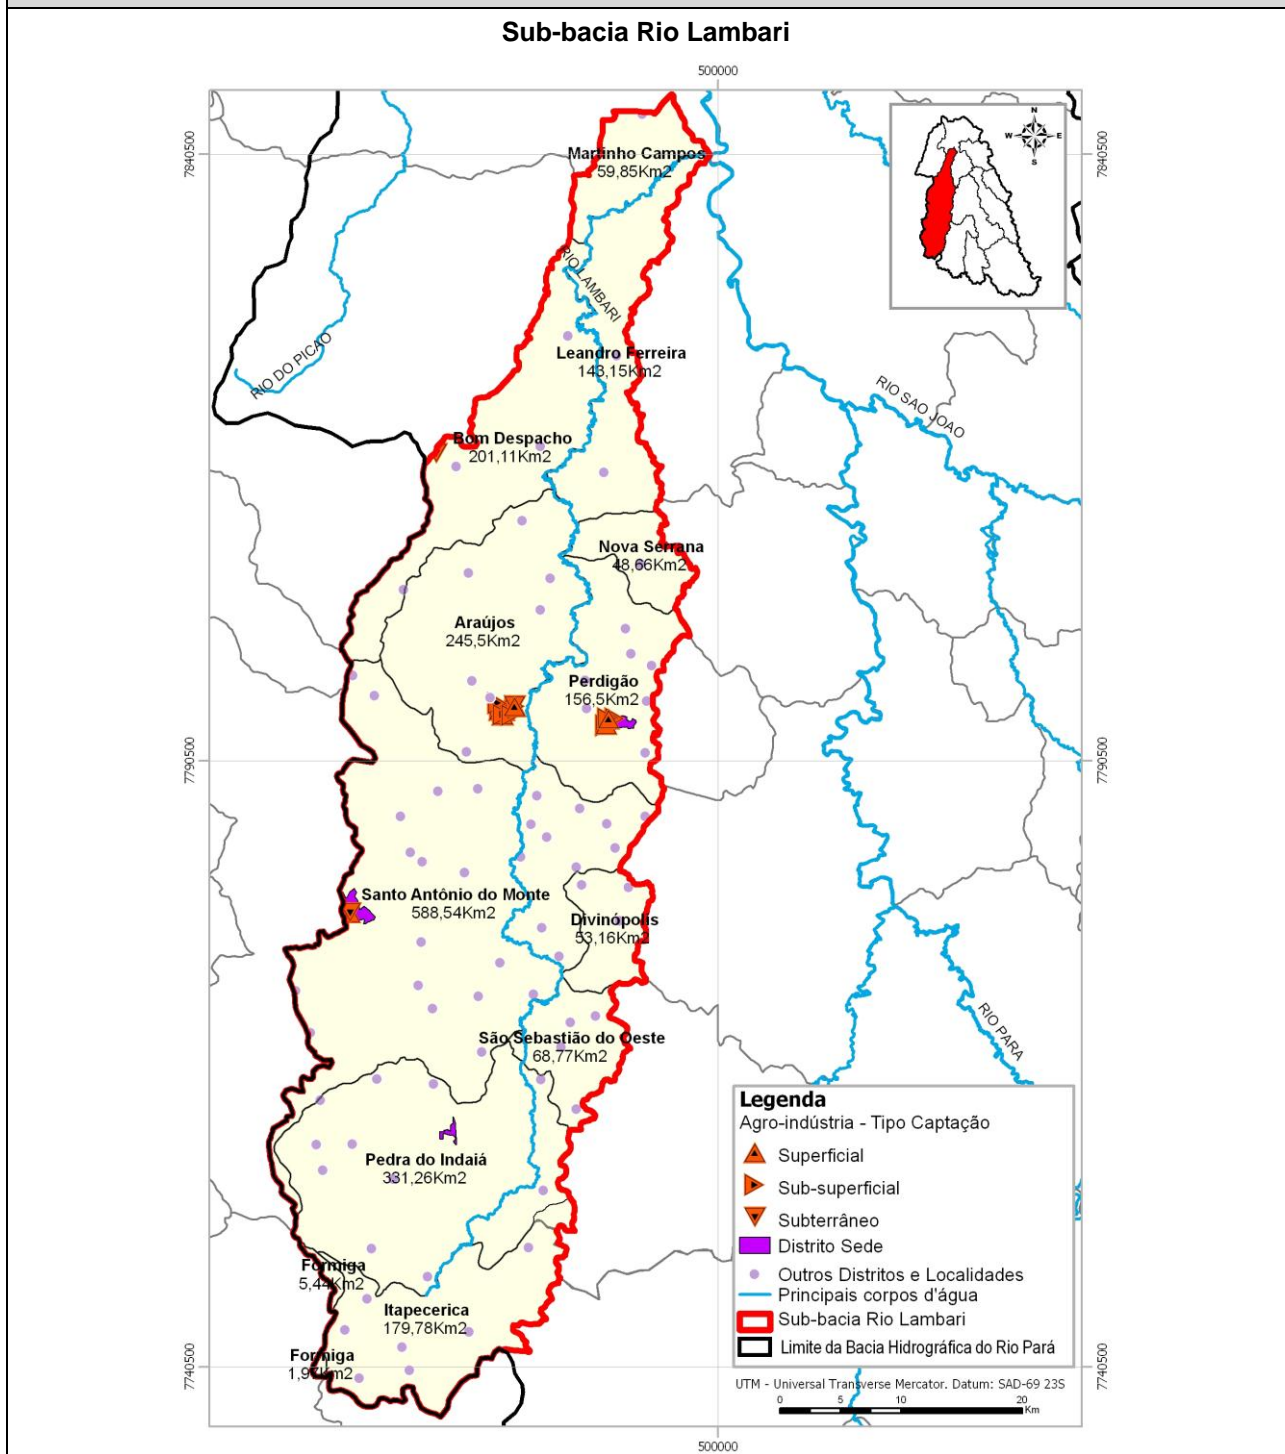 Sub-bacia Rio Lambari
500000
N
W E
S
7840500
7840500
Martinho Campos
59,85Km2
RIO LAMBARI
RIO DO PICAO
Leandro Ferreira
143,15Km2
RIO SAO JOAO
Bom Despacho
201,11Km2
Nova Serrana
48,66Km2
Araújos
245,5Km2
Perdigão
156,5Km2
7790500
7790500
Santo Antônio do Monte
588,54Km2
Divinópolis
53,16Km2
RIO PARA
São Sebastião do Oeste
68,77Km2
Pedra do Indaiá
331,26Km2
Formiga
5,44Km2
Itapecerica
179,78Km2
Formiga
1,97Km2
7740500
7740500
Legenda
Agro-indústria - Tipo Captação
Superficial
Sub-superficial
Subterrâneo
Distrito Sede
Outros Distritos e Localidades
Principais corpos d'água
Sub-bacia Rio Lambari
Limite da Bacia Hidrográfica do Rio Pará
UTM - Universal Transverse Mercator. Datum: SAD-69 23S
0 5 10 20
Km
500000